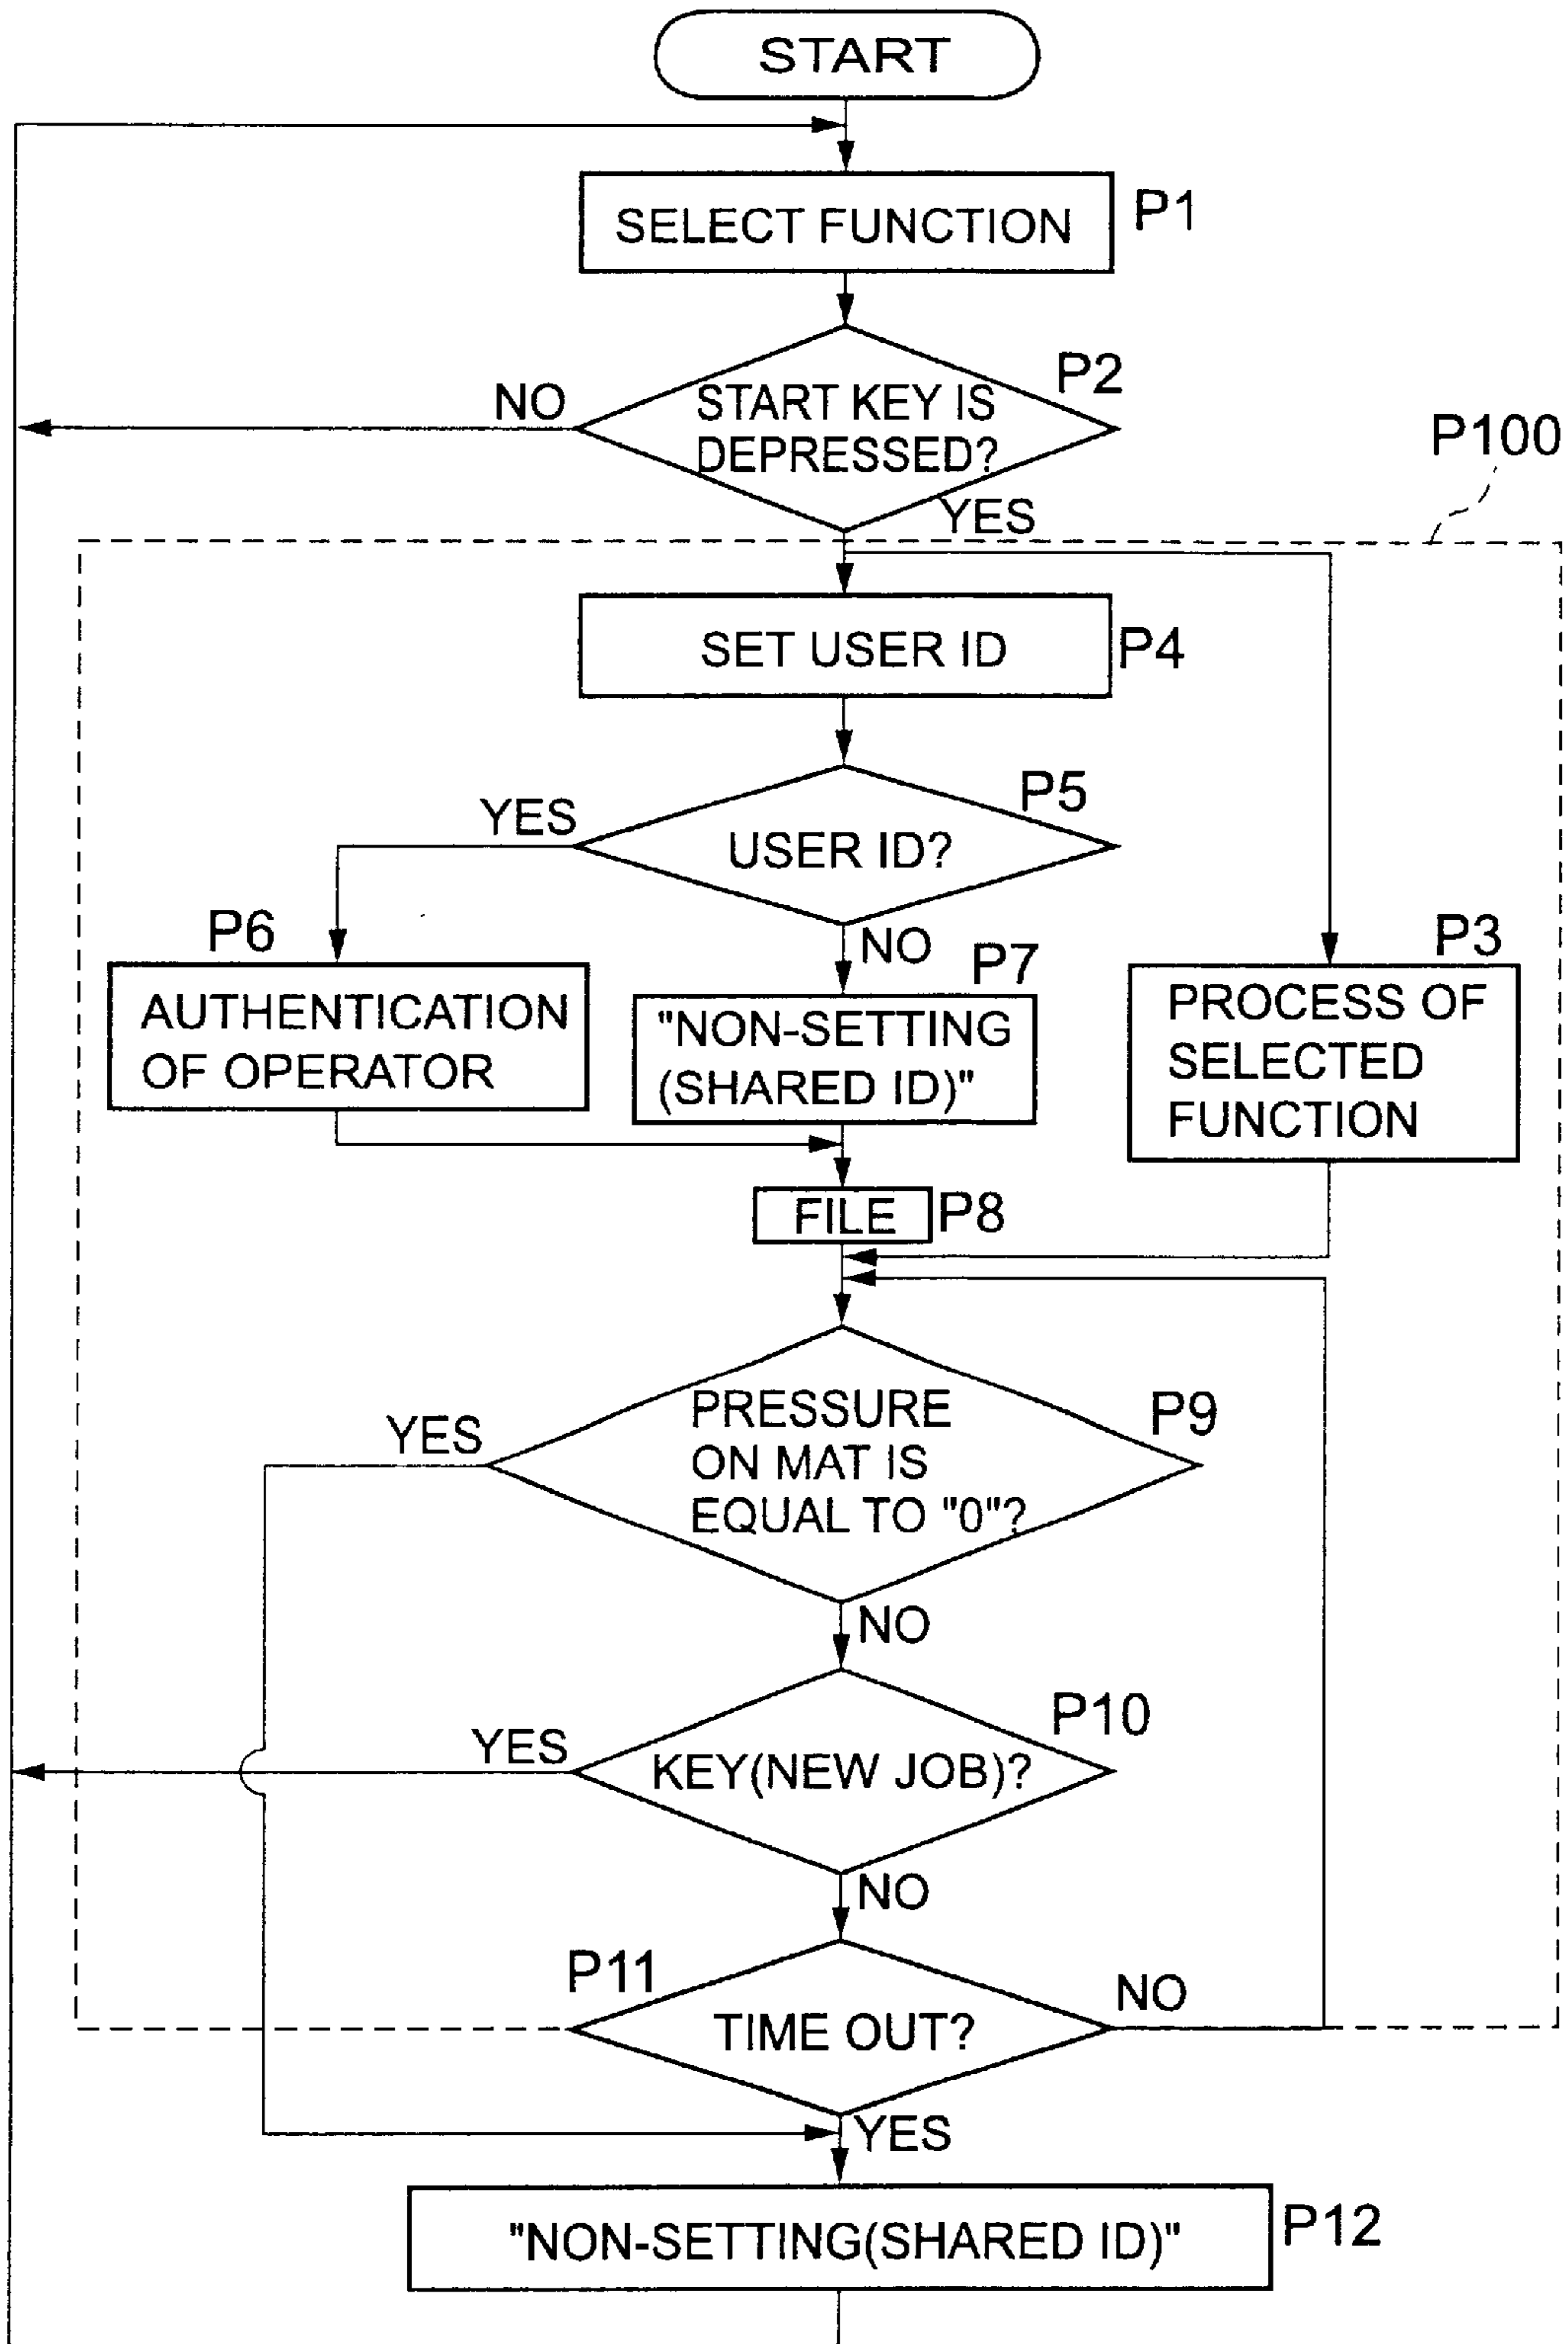 START
SELECT FUNCTION
P1
P2
START KEY IS
DEPRESSED?
NO
YES
P100
SET USER ID
P4
P5
USER ID?
YES
NO
P6
AUTHENTICATION
OF OPERATOR
P7
"NON-SETTING
(SHARED ID)"
P3
PROCESS OF
SELECTED
FUNCTION
FILE
P8
P9
PRESSURE
ON MAT IS
EQUAL TO "0"?
YES
NO
P10
KEY(NEW JOB)?
YES
NO
P11
TIME OUT?
NO
YES
"NON-SETTING(SHARED ID)"
P12